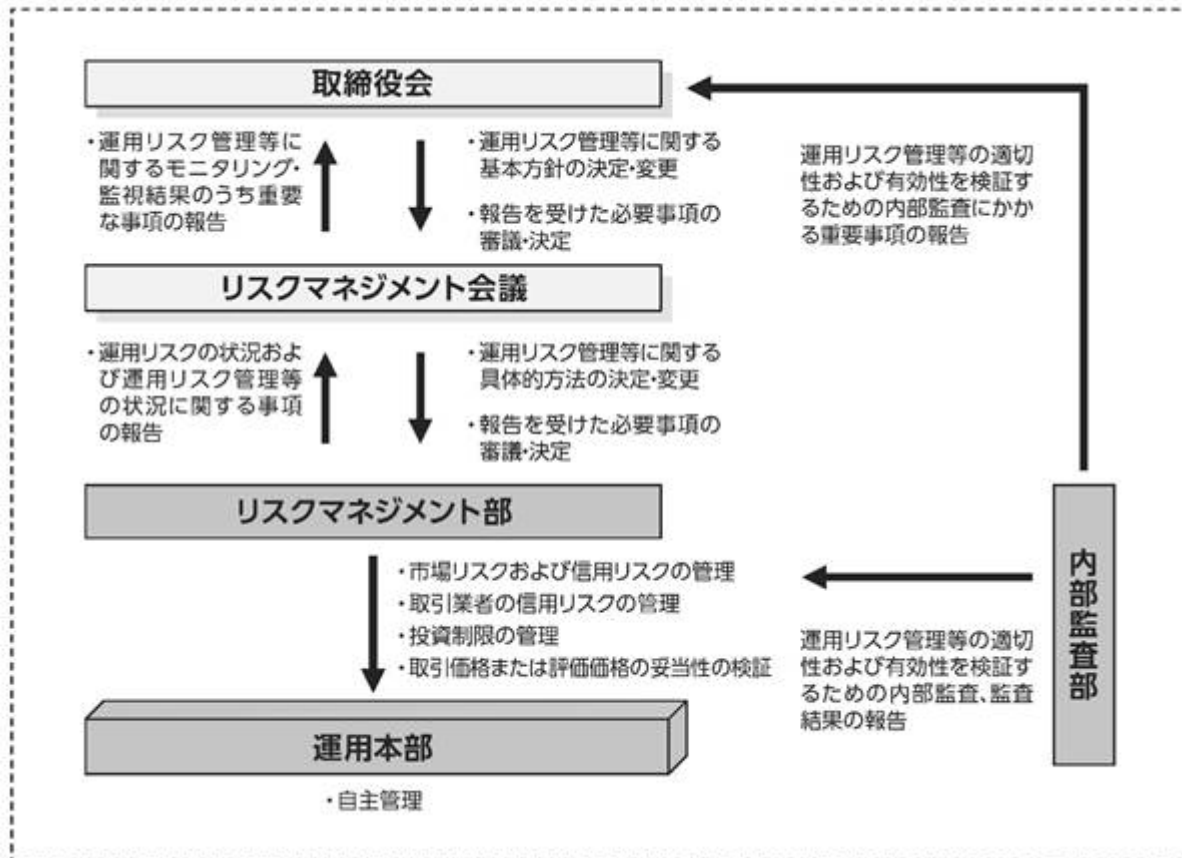 取締役会
・運用リスク管理等に
関するモニタリング・
監視結果のうち重要
な事項の報告
・運用リスク管理等に関する
基本方針の決定・変更
・報告を受けた必要事項の
審議・決定
運用リスク管理等の適切
性および有効性を検証す
るための内部監査にかか
る重要事項の報告
リスクマネジメント会議
・運用リスクの状況およ
び運用リスク管理等
の状況に関する事項
の報告
・運用リスク管理等に関する
具体的方法の決定・変更
・報告を受けた必要事項の
審議・決定
リスクマネジメント部
・市場リスクおよび信用リスクの管理
・取引業者の信用リスクの管理
・投資制限の管理
・取引価格または評価価格の妥当性の検証
内部監査部
運用リスク管理等の適切
性および有効性を検証す
るための内部監査、監査
結果の報告
運用本部
・自主管理